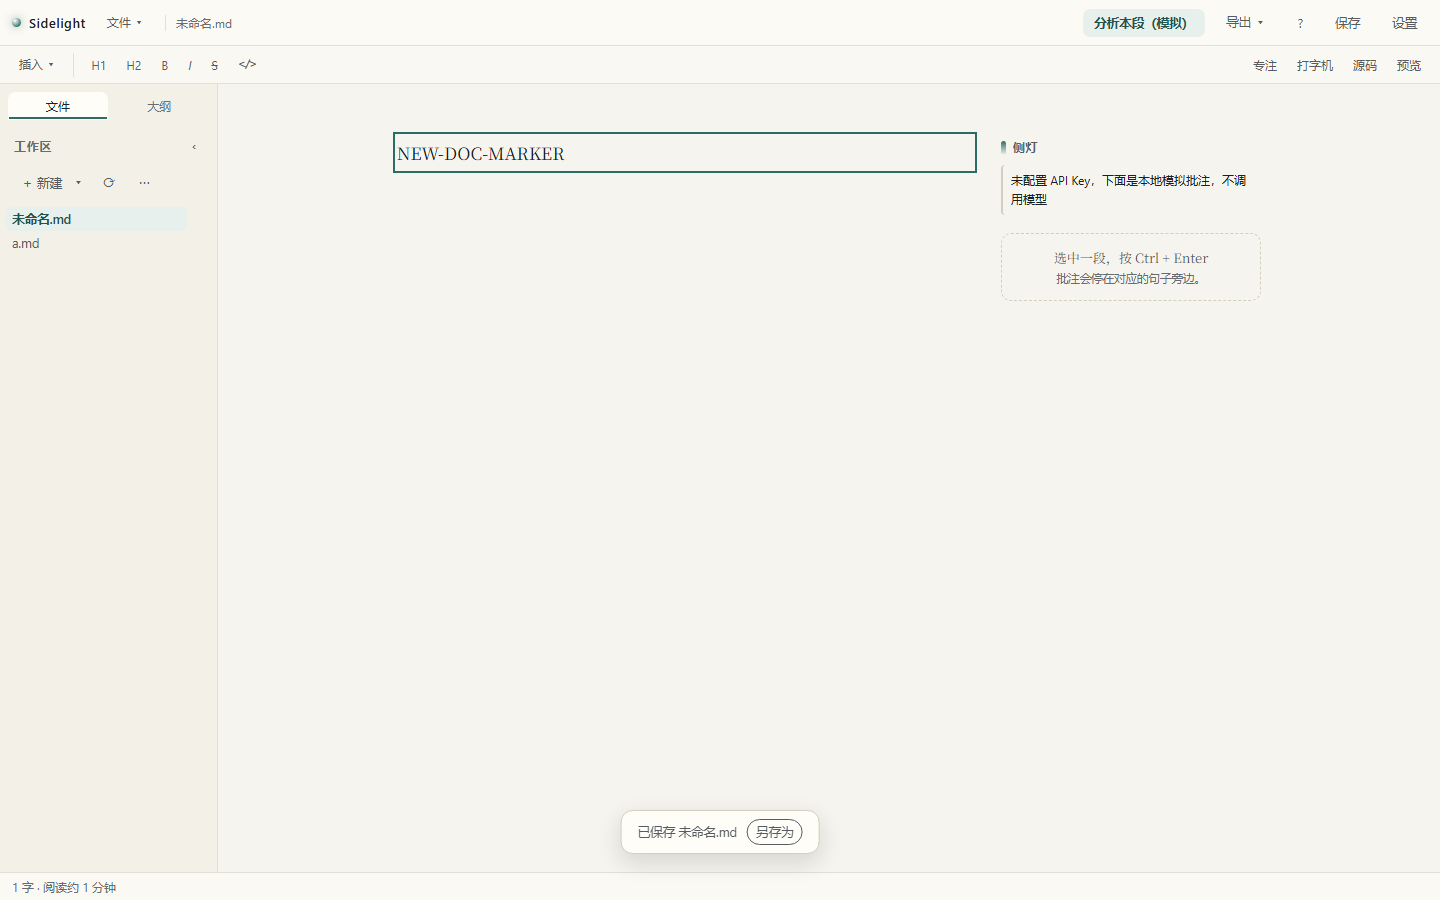 Sidelight 文件 未命名.md 分析本段（模拟） 导出 ? 保存 设置
插入 H1 H2 B I S </> 专注 打字机 源码 预览
文件 大纲
工作区
+ 新建 ⟳ ···
未命名.md
a.md
NEW-DOC-MARKER
侧灯
未配置 API Key，下面是本地模拟批注，不调
用模型
选中一段，按 Ctrl + Enter
批注会停在对应的句子旁边。
已保存 未命名.md 另存为
1 字 · 阅读约 1 分钟